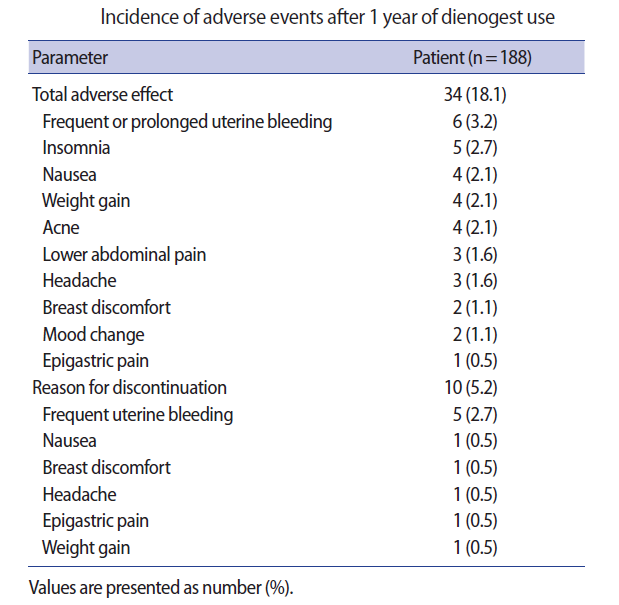 Incidence of adverse events after 1 year of dienogest use
Parameter Patient (n=188)
Total adverse effect 34 (18.1)
Frequent or prolonged uterine bleeding 6 (3.2)
Insomnia 5 (2.7)
Nausea 4 (2.1)
Weight gain 4 (2.1)
Acne 4 (2.1)
Lower abdominal pain 3 (1.6)
Headache 3 (1.6)
Breast discomfort 2 (1.1)
Mood change 2 (1.1)
Epigastric pain 1 (0.5)
Reason for discontinuation 10 (5.2)
Frequent uterine bleeding 5 (2.7)
Nausea 1 (0.5)
Breast discomfort 1 (0.5)
Headache 1 (0.5)
Epigastric pain 1 (0.5)
Weight gain 1 (0.5)
Values are presented as number (%).